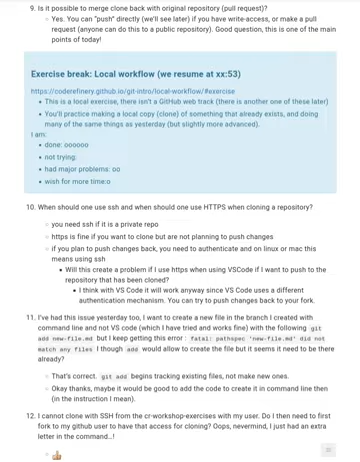 9. Is it possible to merge clone back with original repository (pull request)?
○ Yes. You can "push" directly (we'll see later) if you have write-access, or make a pull
request (anyone can do this to a public repository). Good question, this is one of the main
points of today!
Exercise break: Local workflow (we resume at xx:53)
https://coderefinery.github.io/git-intro/local-workflow/#exercise
• This is a local exercise, there isn't a GitHub web track (there is another one of these later)
• You'll practice making a local copy (clone) of something that already exists, and doing
many of the same things as yesterday (but slightly more advanced).
I am:
• done: oooooo
• not trying:
• had major problems: oo
• wish for more time:o
10. When should one use ssh and when should one use HTTPS when cloning a repository?
○ you need ssh if it is a private repo
○ https is fine if you want to clone but are not planning to push changes
○ if you plan to push changes back, you need to authenticate and on linux or mac this
means using ssh
▪ Will this create a problem if I use https when using VSCode if I want to push to the
repository that has been cloned?
▪ I think with VS Code it will work anyway since VS Code uses a different
authentication mechanism. You can try to push changes back to your fork.
11. I've had this issue yesterday too, I want to create a new file in the branch I created with
command line and not VS code (which I have tried and works fine) with the following git
add new-file.md but I keep getting this error : fatal: pathspec 'new-file.md' did not
match any files I though add would allow to create the file but it seems it need to be there
already?
○ That's correct. git add begins tracking existing files, not make new ones.
○ Okay thanks, maybe it would be good to add the code to create it in command line then
(in the instruction I mean).
12. I cannot clone with SSH from the cr-workshop-exercises with my user. Do I then need to first
fork to my github user to have that access for cloning? Oops, nevermind, I just had an extra
letter in the command..!
○ 👍